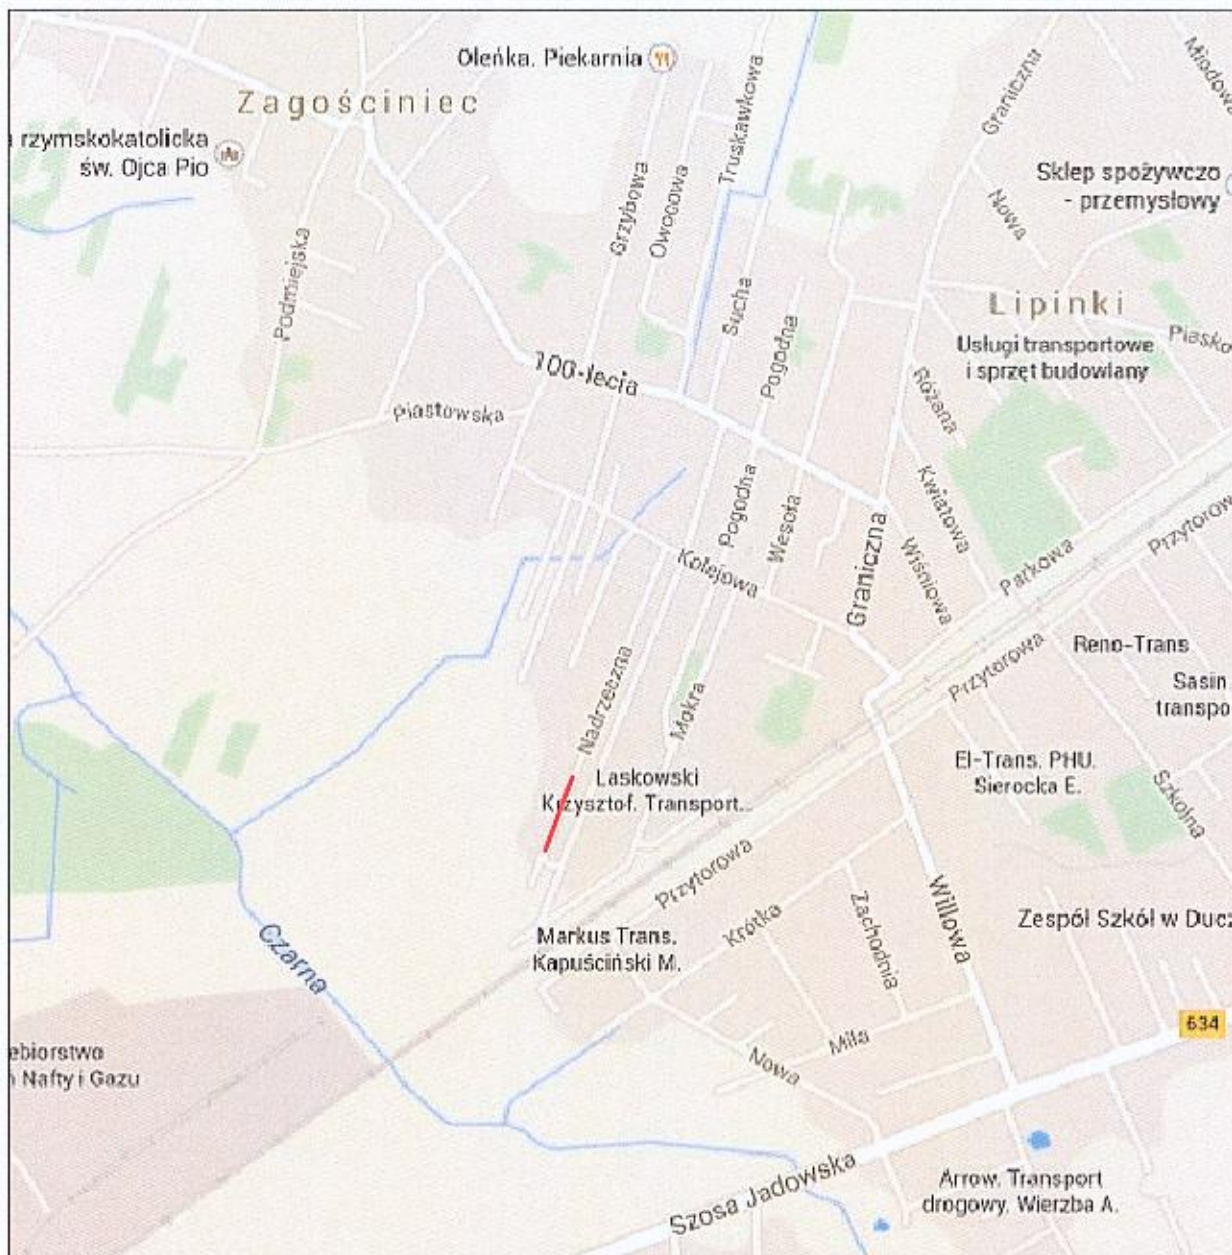 Oleńka. Piekarnia
Zagościniec
rzymskokatolicka
św. Ojca Pio
Truskawkowa
Graniczna
Miodowa
Sklep spożywczo
- przemysłowy
Grzybowa
Owocowa
Nowa
Podmiejska
Sucha
Pogodna
Lipinki
Usługi transportowe
i sprzęt budowlany
Piasko
100-lecia
Piastowska
Różana
Kwiatowa
Pogodna
Wesoła
Kolejowa
Graniczna
Wiśniowa
Parkowa
Przytorow
Przytorowa
Reno-Trans
Sasin
transpo
Nadrzeczna
Mokra
Laskowski
Krzysztof. Transport...
El-Trans. PHU.
Sierocka E.
Szkolna
Przytorowa
Krótka
Zachodnia
Willowa
Zespół Szkół w Ducz
Markus Trans.
Kapuściński M.
Czarna
634
ebiorstwo
Nafty i Gazu
Miła
Nowa
Szosa Jadowska
Arrow. Transport
drogowy. Wierzba A.